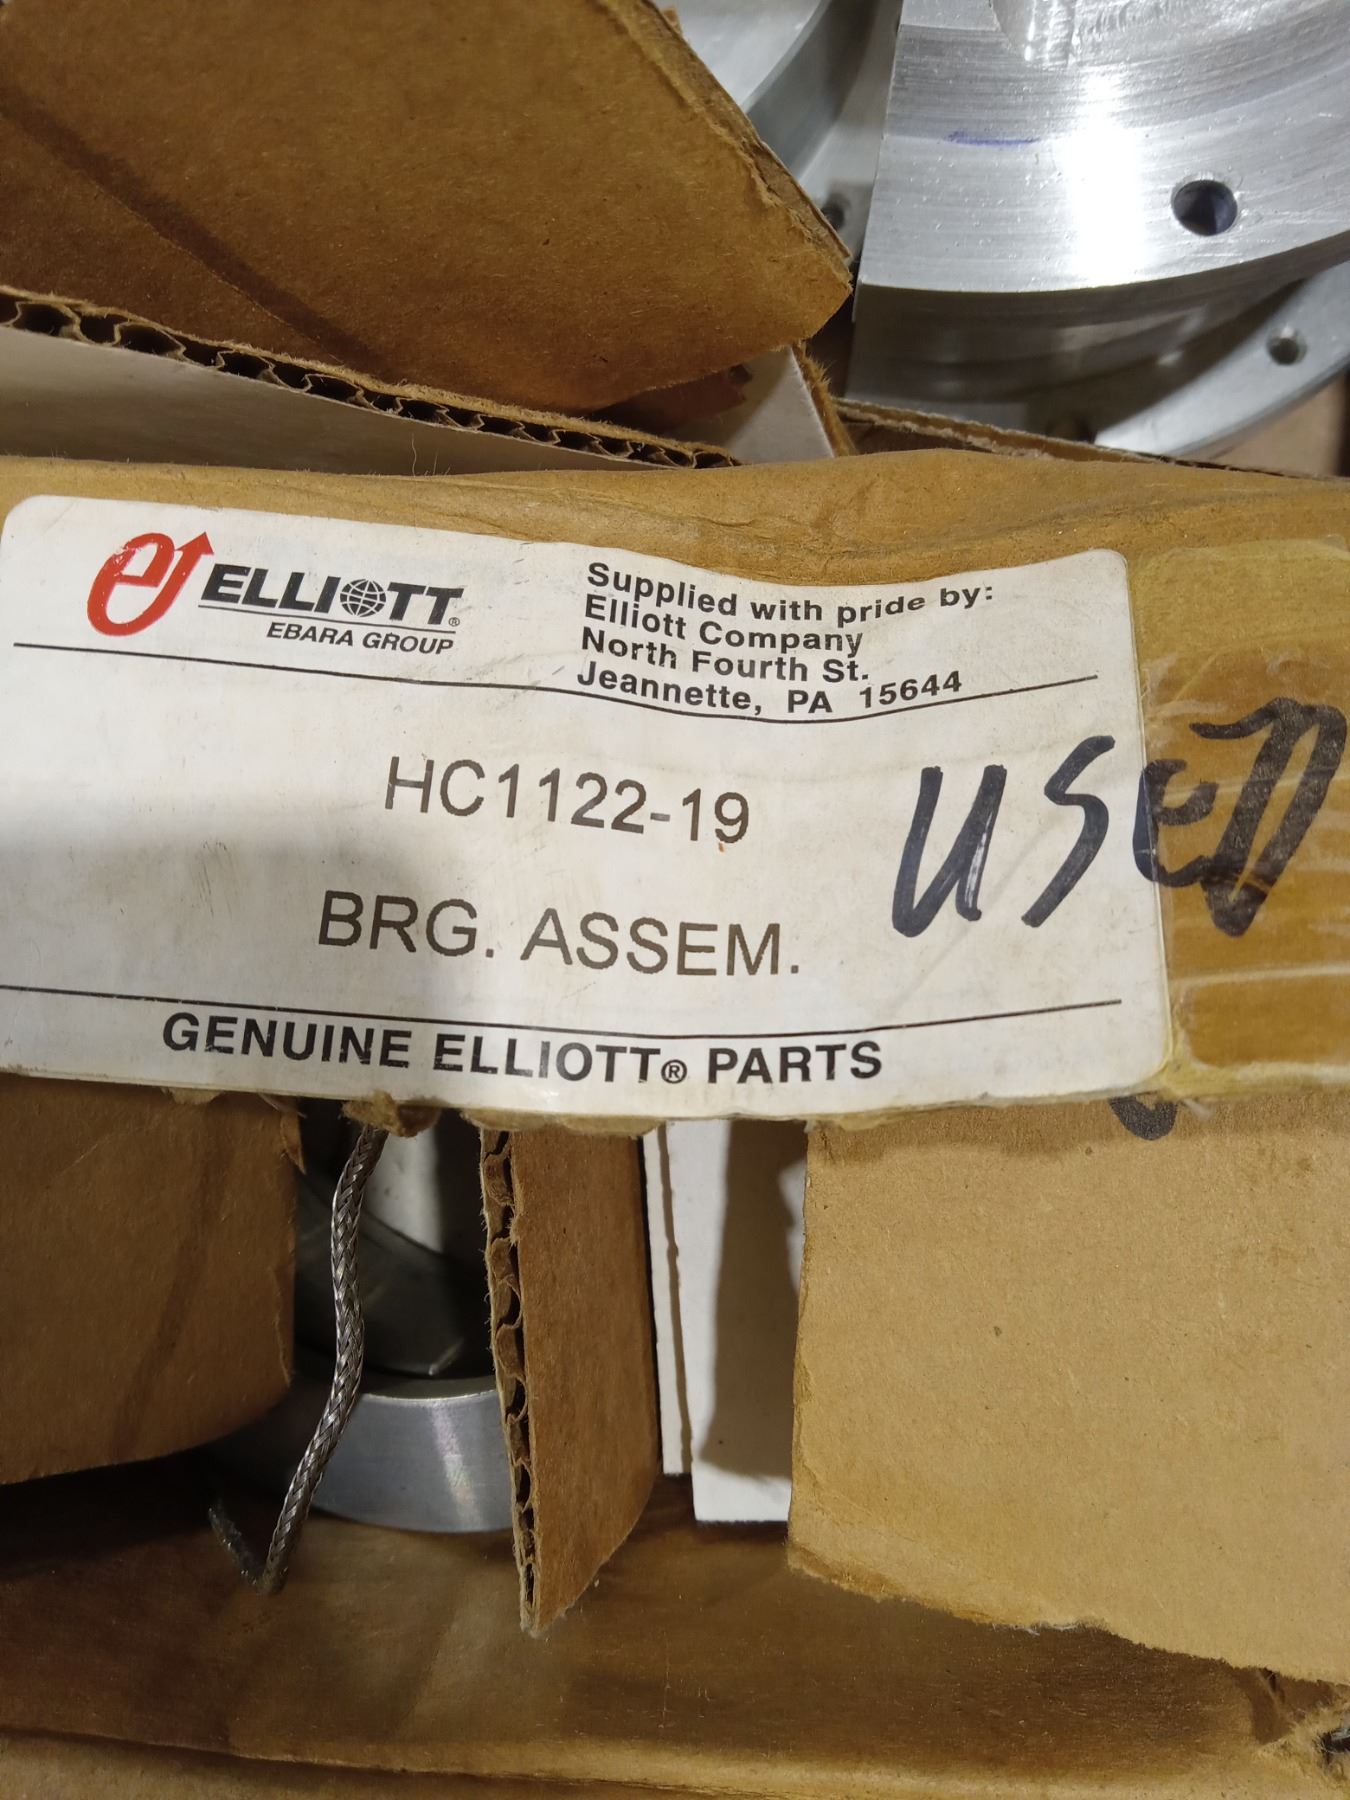 ELLIOTT®
EBARA GROUP
Supplied with pride by:
Elliott Company
North Fourth St.
Jeannette, PA 15644
HC1122-19
USED
BRG. ASSEM.
GENUINE ELLIOTT® PARTS